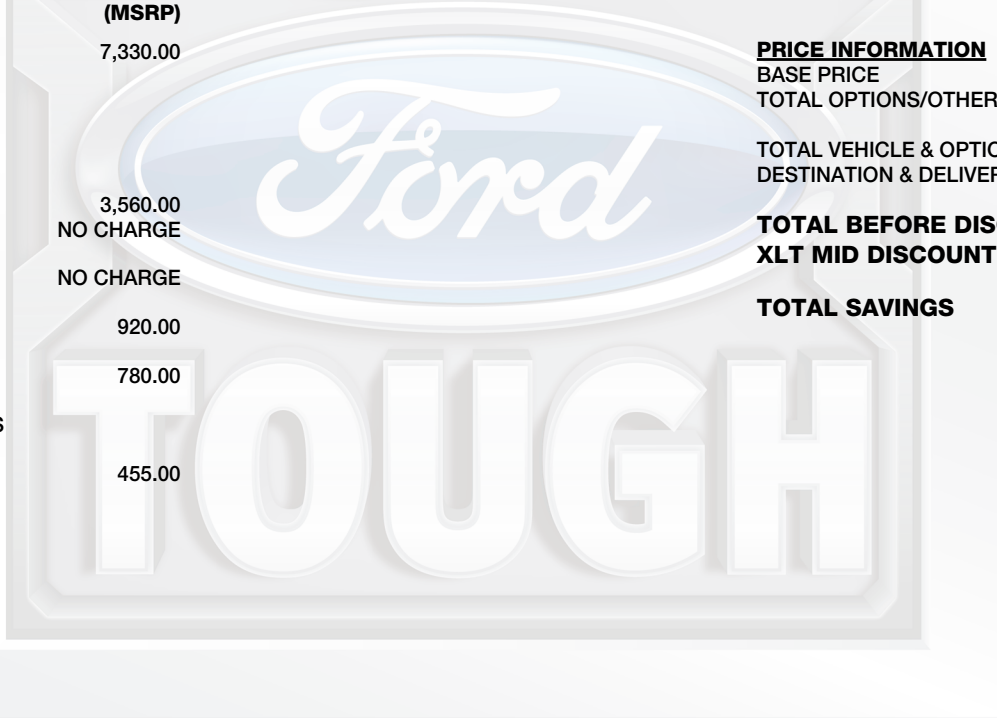 (MSRP)
7,330.00
3,560.00
NO CHARGE
NO CHARGE
920.00
780.00
S
455.00
PRICE INFORMATION
BASE PRICE
TOTAL OPTIONS/OTHER
TOTAL VEHICLE & OPTIO
DESTINATION & DELIVER
TOTAL BEFORE DISC
XLT MID DISCOUNT
TOTAL SAVINGS
Ford
TOUGH